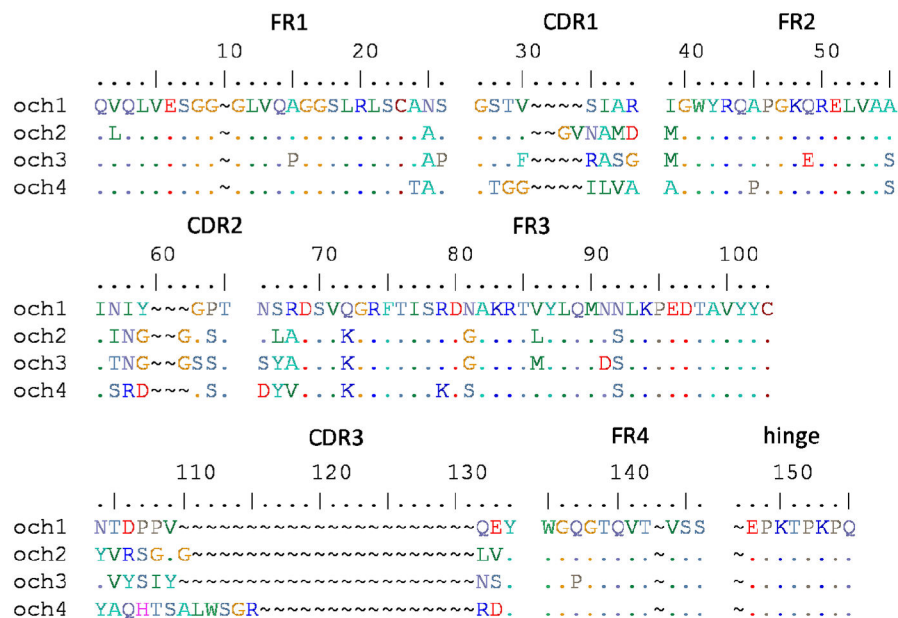 FR1 CDR1 FR2
10 20 30 40 50
och1 QVQLVESGG~GLVQAGGSLRLSCANS GSTV~~~~SIAR IGWYRQAPGKQRELVAA
och2 .L.......~..............A. ....~~GVNAMD M................
och3 .........~....P.........AP ...F~~~~RASG M.........E.....S
och4 .........~.............TA. .TGG~~~~ILVA A.....P.........S
CDR2 FR3
60 70 80 90 100
och1 INIY~~~GPT NSRDSVQGRFTISRDNAKRTVYLQMNNLKPEDTAVYYC
och2 .ING~~G.S. .LA...K........G....L.....S...........
och3 .TNG~~GSS. SYA...K........G....M....DS...........
och4 .SRD~~~.S. DYV...K......K.S..........S...........
CDR3 FR4 hinge
110 120 130 140 150
och1 NTDPPV~~~~~~~~~~~~~~~~~~~~~~QEY WGQGTQVT~VSS ~EPKTPKPQ
och2 YVRSG.G~~~~~~~~~~~~~~~~~~~~~LV. ........~... ~........
och3 .VYSIY~~~~~~~~~~~~~~~~~~~~~~NS. ..P.....~... ~........
och4 YAQHTSALWSGR~~~~~~~~~~~~~~~~RD. ........~... ~........